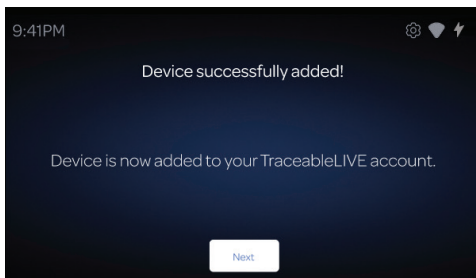 9:41PM
Device successfully added!
Device is now added to your TraceableLIVE account.
Next